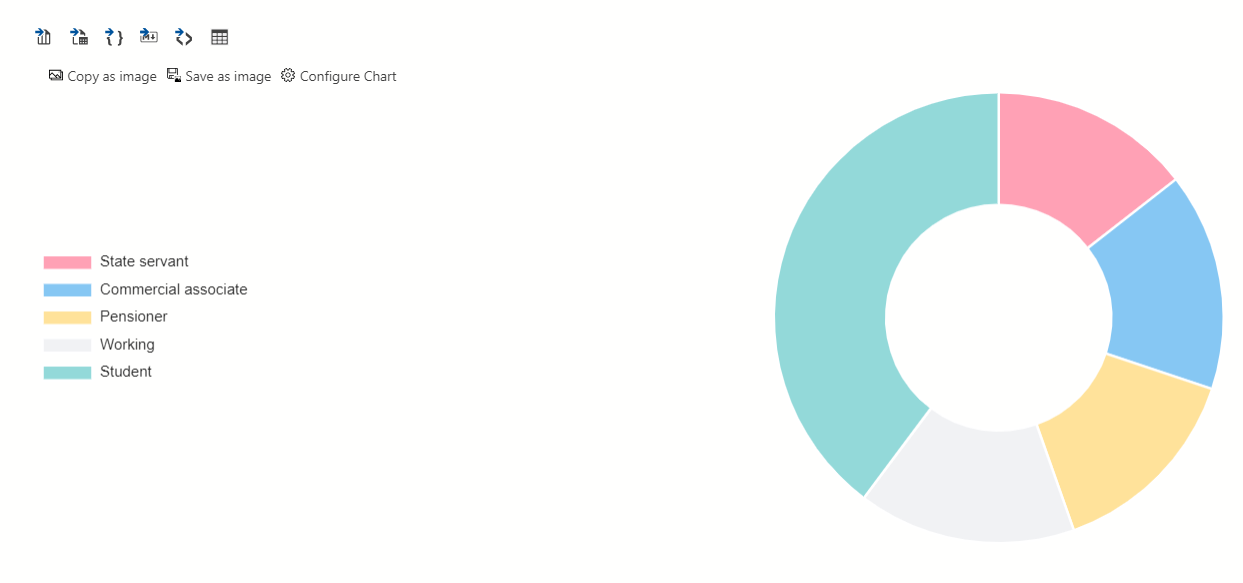 Copy as image Save as image Configure Chart
State servant
Commercial associate
Pensioner
Working
Student